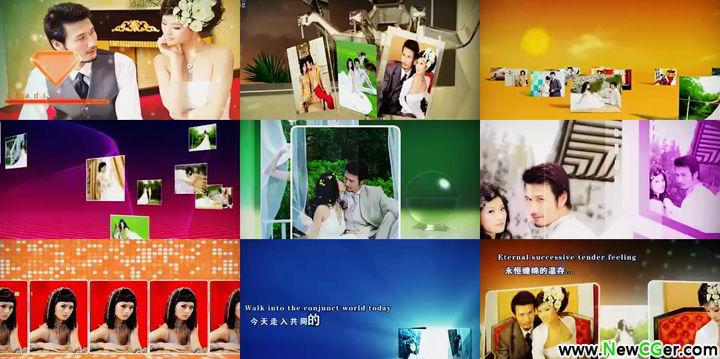 Walk into the conjunct world today
今天走入共同的
Eternal successive tender feeling
永恒缠绵的温存...
www.NewCGer.com